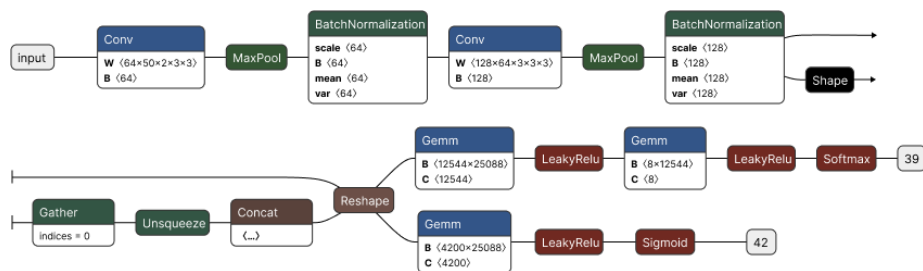 input
Conv
W ⟨64×50×2×3×3⟩
B ⟨64⟩
MaxPool
BatchNormalization
scale ⟨64⟩
B ⟨64⟩
mean ⟨64⟩
var ⟨64⟩
Conv
W ⟨128×64×3×3×3⟩
B ⟨128⟩
MaxPool
BatchNormalization
scale ⟨128⟩
B ⟨128⟩
mean ⟨128⟩
var ⟨128⟩
Shape
Gather
indices = 0
Unsqueeze
Concat
⟨...⟩
Reshape
Gemm
B ⟨12544×25088⟩
C ⟨12544⟩
LeakyRelu
Gemm
B ⟨8×12544⟩
C ⟨8⟩
LeakyRelu
Softmax
39
Gemm
B ⟨4200×25088⟩
C ⟨4200⟩
LeakyRelu
Sigmoid
42